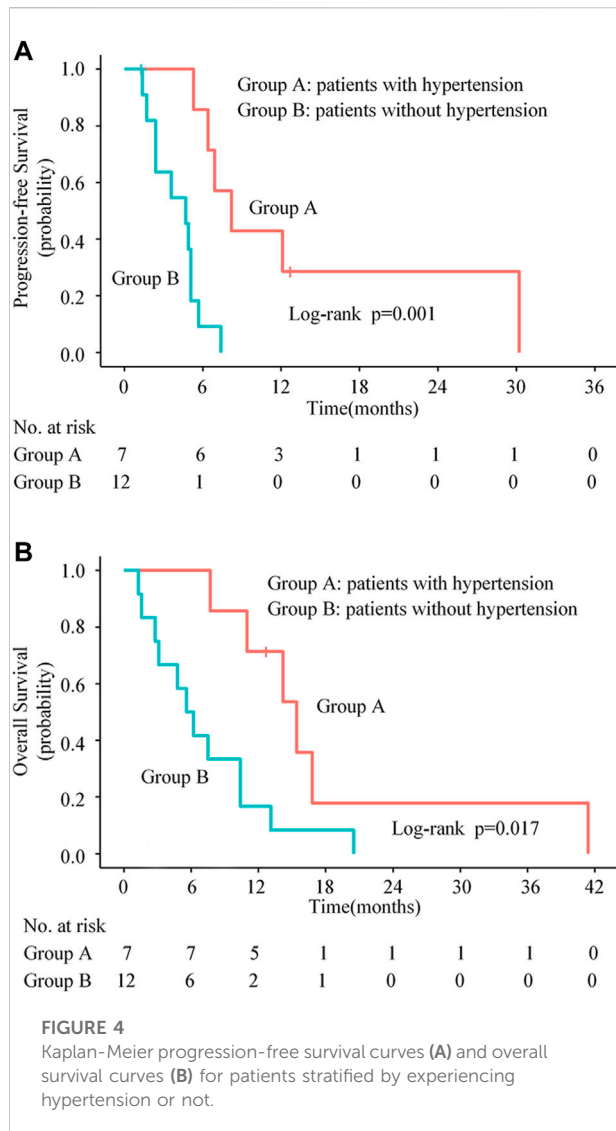 A
Progression-free Survival
(probability)
1.0
0.8
0.6
0.4
0.2
0.0
Group A: patients with hypertension
Group B: patients without hypertension
Group A
Group B
Log-rank p=0.001
0 6 12 18 24 30 36
Time(months)
No. at risk
Group A 7 6 3 1 1 1 0
Group B 12 1 0 0 0 0 0
B
Overall Survival
(probability)
1.0
0.8
0.6
0.4
0.2
0.0
Group A: patients with hypertension
Group B: patients without hypertension
Group A
Group B
Log-rank p=0.017
0 6 12 18 24 30 36 42
Time(months)
No. at risk
Group A 7 7 5 1 1 1 1 0
Group B 12 6 2 1 0 0 0 0
FIGURE 4
Kaplan-Meier progression-free survival curves (A) and overall
survival curves (B) for patients stratified by experiencing
hypertension or not.